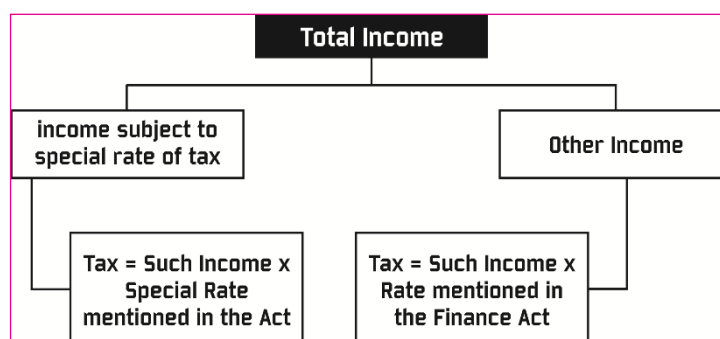 Total Income
income subject to
special rate of tax
Other Income
Tax = Such Income x
Special Rate
mentioned in the Act
Tax = Such Income x
Rate mentioned in
the Finance Act